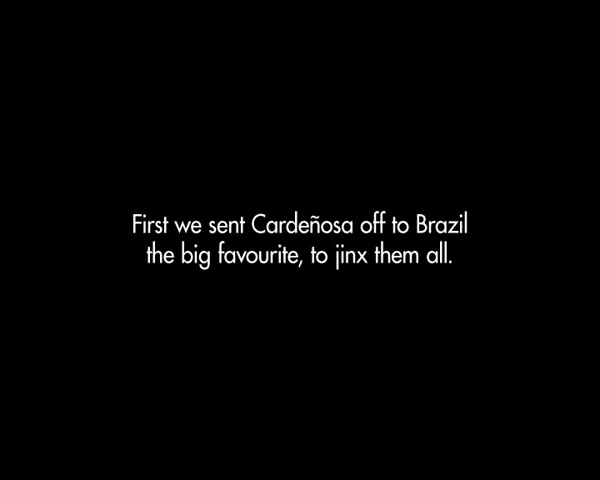 First we sent Cardeñosa off to Brazil
the big favourite, to jinx them all.